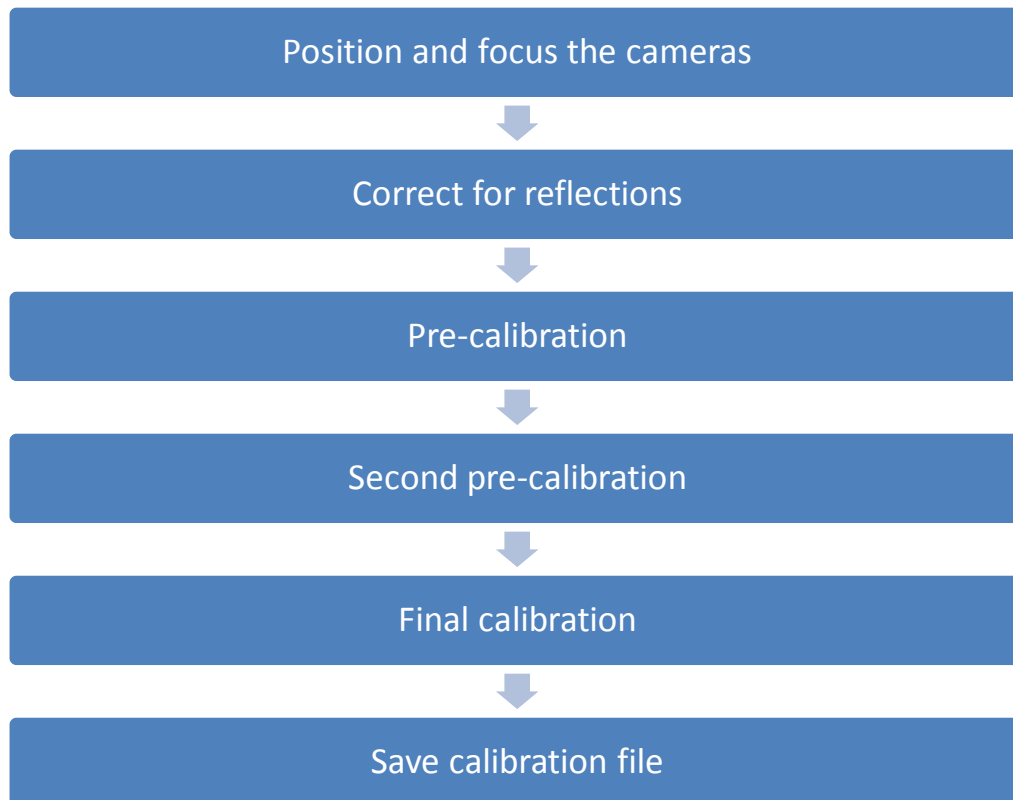 Position and focus the cameras
Correct for reflections
Pre-calibration
Second pre-calibration
Final calibration
Save calibration file